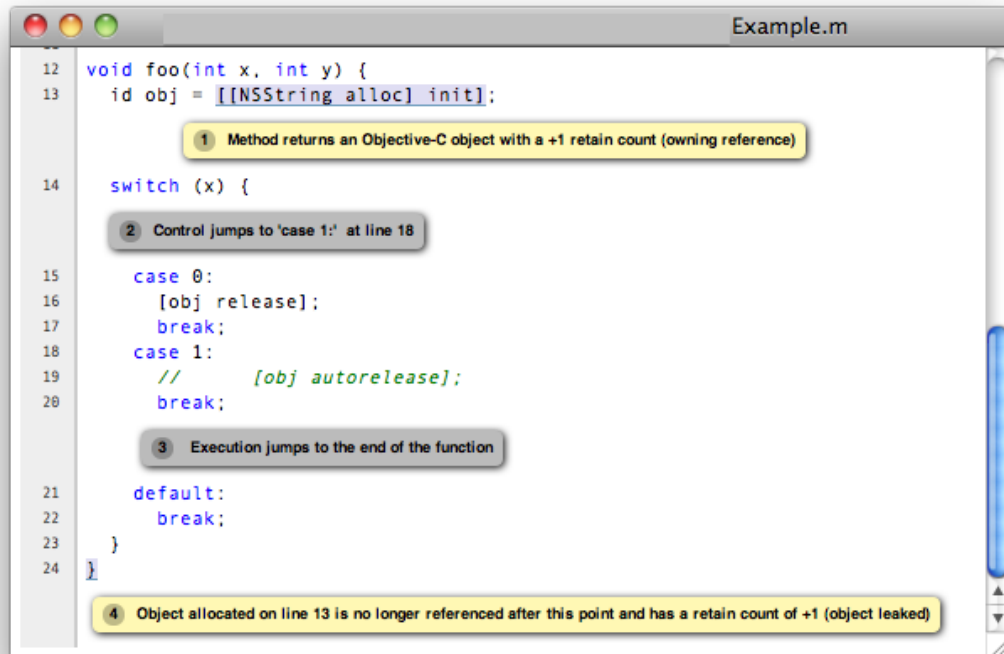 Example.m
12 void foo(int x, int y) {
13 id obj = [[NSString alloc] init];
1 Method returns an Objective-C object with a +1 retain count (owning reference)
14 switch (x) {
2 Control jumps to 'case 1:' at line 18
15 case 0:
16 [obj release];
17 break;
18 case 1:
19 // [obj autorelease];
20 break;
3 Execution jumps to the end of the function
21 default:
22 break;
23 }
24 }
4 Object allocated on line 13 is no longer referenced after this point and has a retain count of +1 (object leaked)